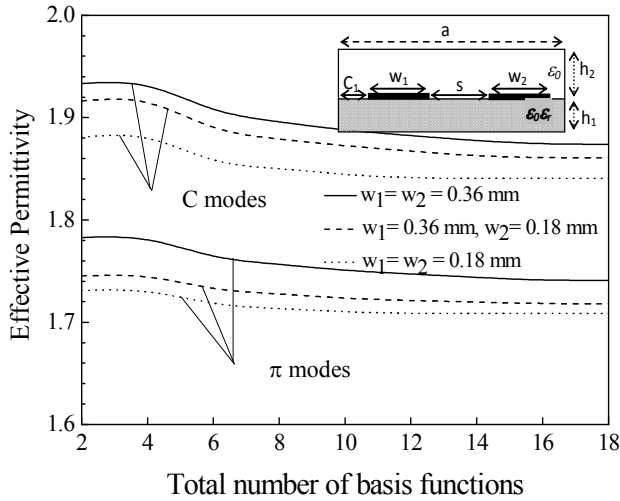 2.0
1.9
1.8
1.7
1.6
Effective Permittivity
a
C₁
w₁
s
w₂
ε₀
h₂
ε₀εᵣ
h₁
C modes
w₁= w₂ = 0.36 mm
w₁= 0.36 mm, w₂= 0.18 mm
w₁= w₂ = 0.18 mm
π modes
2 4 6 8 10 12 14 16 18
Total number of basis functions